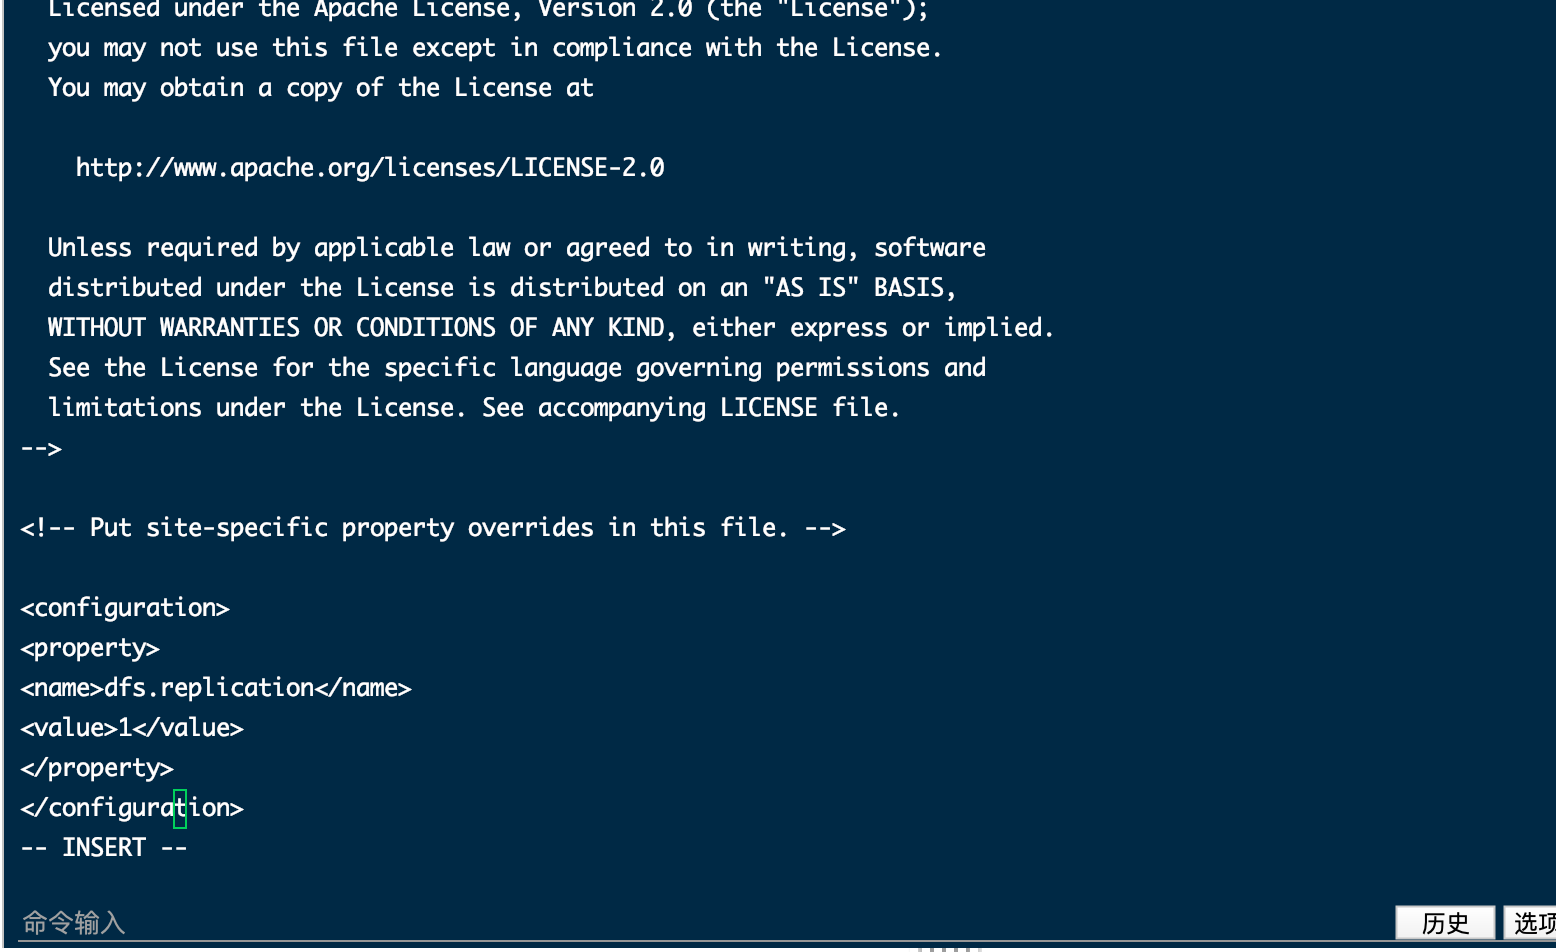 Licensed under the Apache License, Version 2.0 (the "License");
you may not use this file except in compliance with the License.
You may obtain a copy of the License at
http://www.apache.org/licenses/LICENSE-2.0
Unless required by applicable law or agreed to in writing, software
distributed under the License is distributed on an "AS IS" BASIS,
WITHOUT WARRANTIES OR CONDITIONS OF ANY KIND, either express or implied.
See the License for the specific language governing permissions and
limitations under the License. See accompanying LICENSE file.
-->
<!-- Put site-specific property overrides in this file. -->
<configuration>
<property>
<name>dfs.replication</name>
<value>1</value>
</property>
</configuration>
-- INSERT --
命令输入
历史
选项